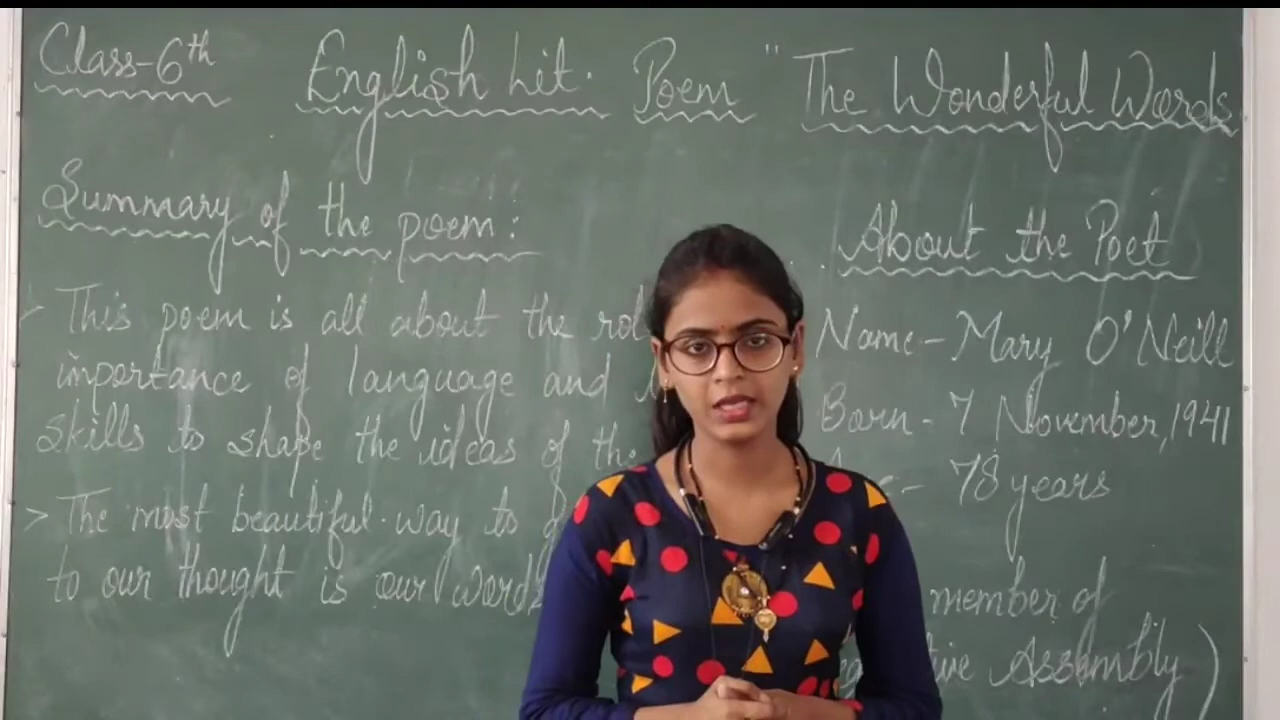 Class-6th English Lit. Poem "The Wonderful Words
Summary of the poem:
This poem is all about the
importance of language and
skills to shape the ideas of
> The most beautiful way to
to our thought is our words
About the Poet
Name - Mary O'Neill
Born - 7 November, 1941
78 years
member of
Assembly)